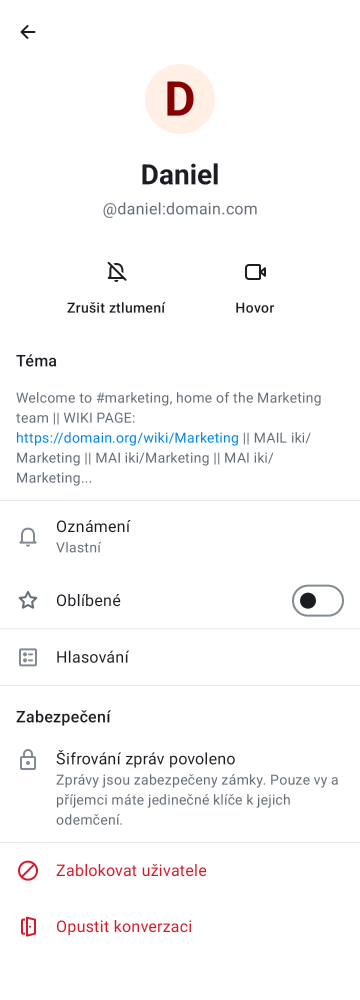 D
Daniel
@daniel:domain.com
Zrušit ztlumení
Hovor
Téma
Welcome to #marketing, home of the Marketing
team || WIKI PAGE:
https://domain.org/wiki/Marketing || MAIL iki/
Marketing || MAI iki/Marketing || MAI iki/
Marketing...
Oznámení
Vlastní
Oblíbené
Hlasování
Zabezpečení
Šifrování zpráv povoleno
Zprávy jsou zabezpečeny zámky. Pouze vy a
příjemci máte jedinečné klíče k jejich
odemčení.
Zablokovat uživatele
Opustit konverzaci